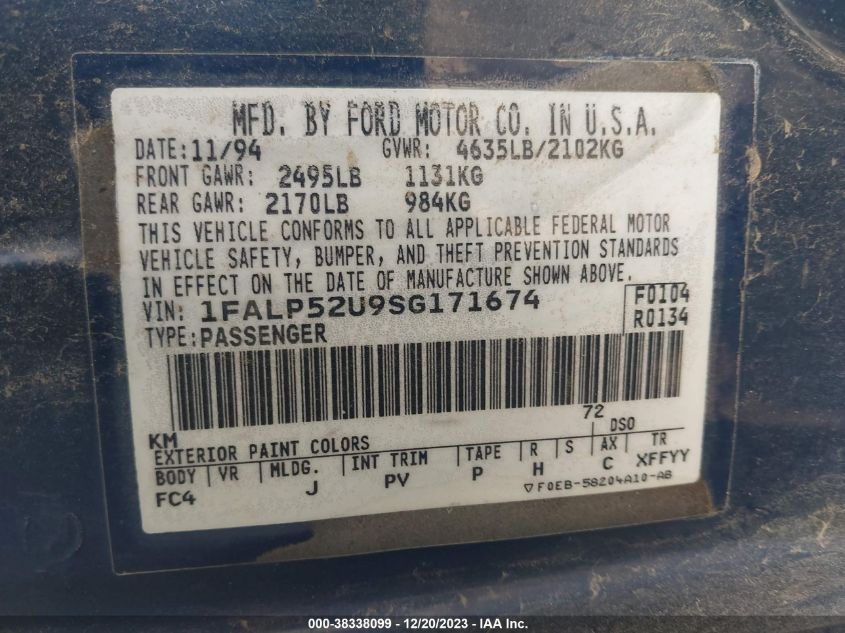 MFD. BY FORD MOTOR CO. IN U.S.A.
DATE: 11/94 GVWR: 4635LB/2102KG
FRONT GAWR: 2495LB 1131KG
REAR GAWR: 2170LB 984KG
THIS VEHICLE CONFORMS TO ALL APPLICABLE FEDERAL MOTOR
VEHICLE SAFETY, BUMPER, AND THEFT PREVENTION STANDARDS
IN EFFECT ON THE DATE OF MANUFACTURE SHOWN ABOVE.
VIN: 1FALP52U9SG171674 F0104
TYPE: PASSENGER R0134
72
KM DSO
EXTERIOR PAINT COLORS
BODY VR MLDG. INT TRIM TAPE R S AX TR
FC4 J PV P H C XFFYY
▽F0EB-58204A10-AB
000-38338099 - 12/20/2023 - IAAI.com